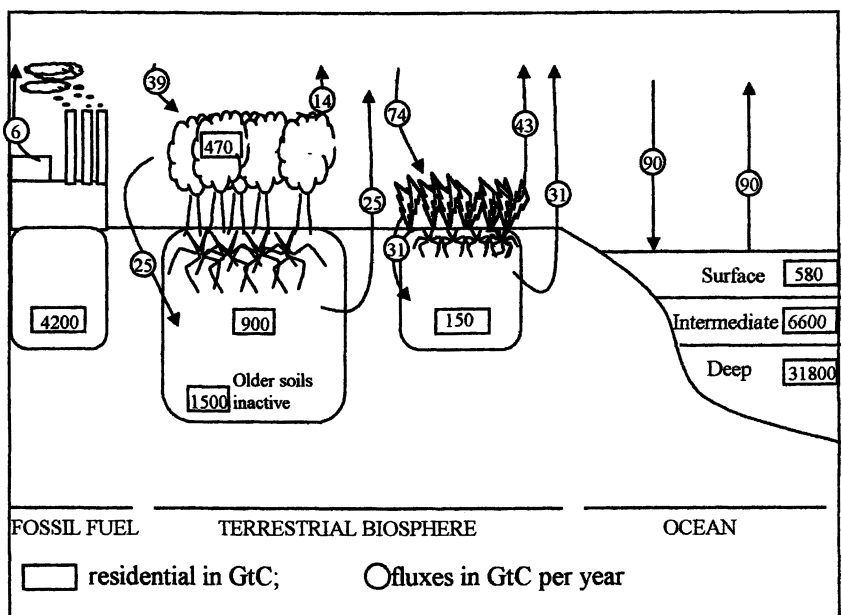 39
14
74
43
6
470
90
90
25
31
25
31
Surface 580
4200
900
150
Intermediate 6600
Deep 31800
1500 Older soils
inactive
FOSSIL FUEL TERRESTRIAL BIOSPHERE OCEAN
residential in GtC; fluxes in GtC per year